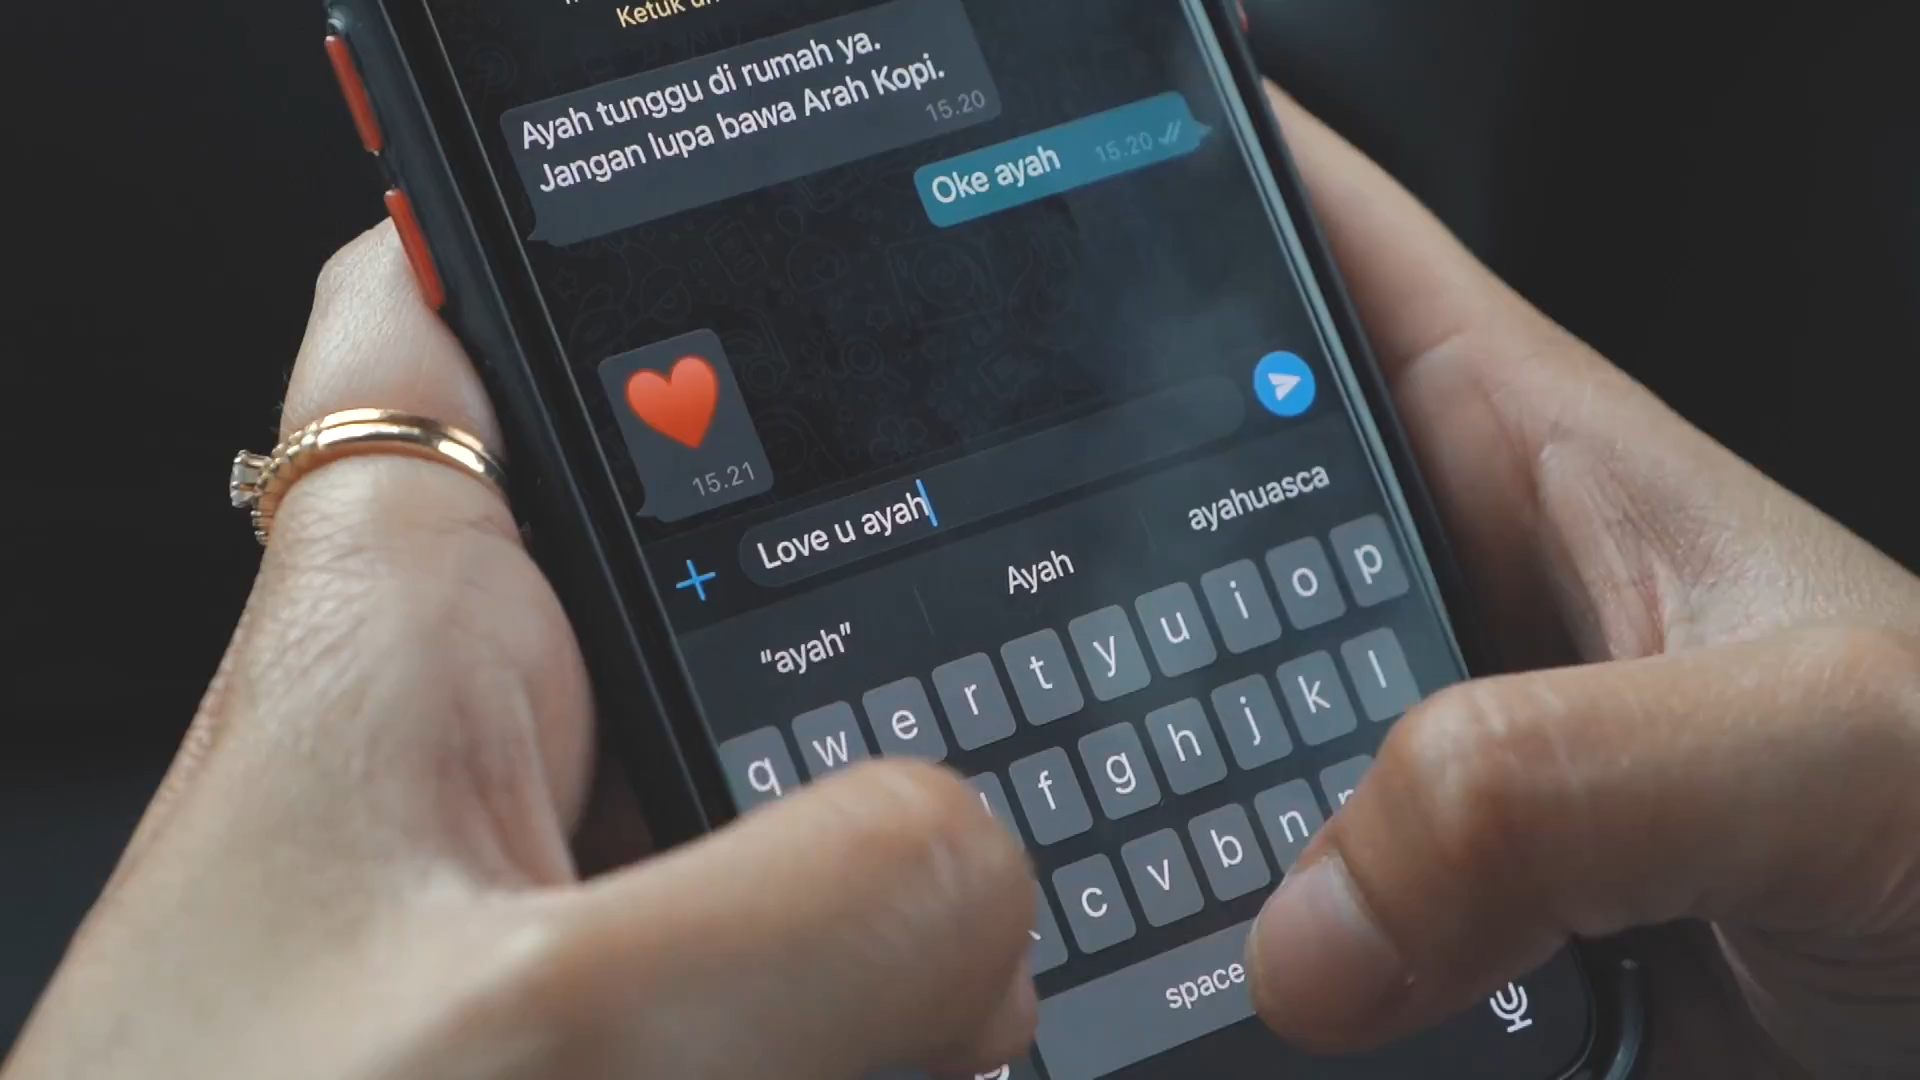 Ketuk
Ayah tunggu di rumah ya.
Jangan lupa bawa Arah Kopi.
15.20
Oke ayah 15.20
15.21
Love u ayah
"ayah" Ayah ayahuasca
q w e r t y u i o p
f g h j k l
c v b n
space